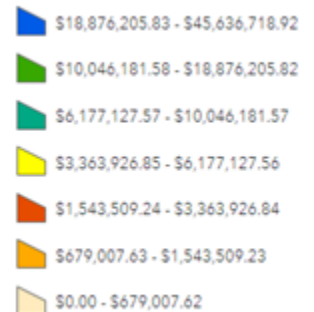 $18,876,205.83 - $45,636,718.92
$10,046,181.58 - $18,876,205.82
$6,177,127.57 - $10,046,181.57
$3,363,926.85 - $6,177,127.56
$1,543,509.24 - $3,363,926.84
$679,007.63 - $1,543,509.23
$0.00 - $679,007.62